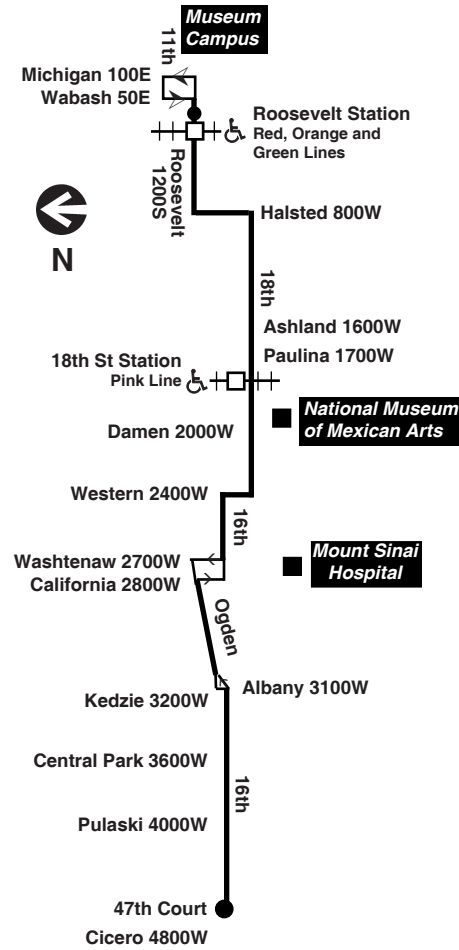 Museum
Campus
11th
Michigan 100E
Wabash 50E
Roosevelt Station
Red, Orange and
Green Lines
Roosevelt
1200S
N
Halsted 800W
18th
Ashland 1600W
Paulina 1700W
18th St Station
Pink Line
National Museum
of Mexican Arts
Damen 2000W
Western 2400W
16th
Washtenaw 2700W
California 2800W
Mount Sinai
Hospital
Ogden
Albany 3100W
Kedzie 3200W
Central Park 3600W
16th
Pulaski 4000W
47th Court
Cicero 4800W